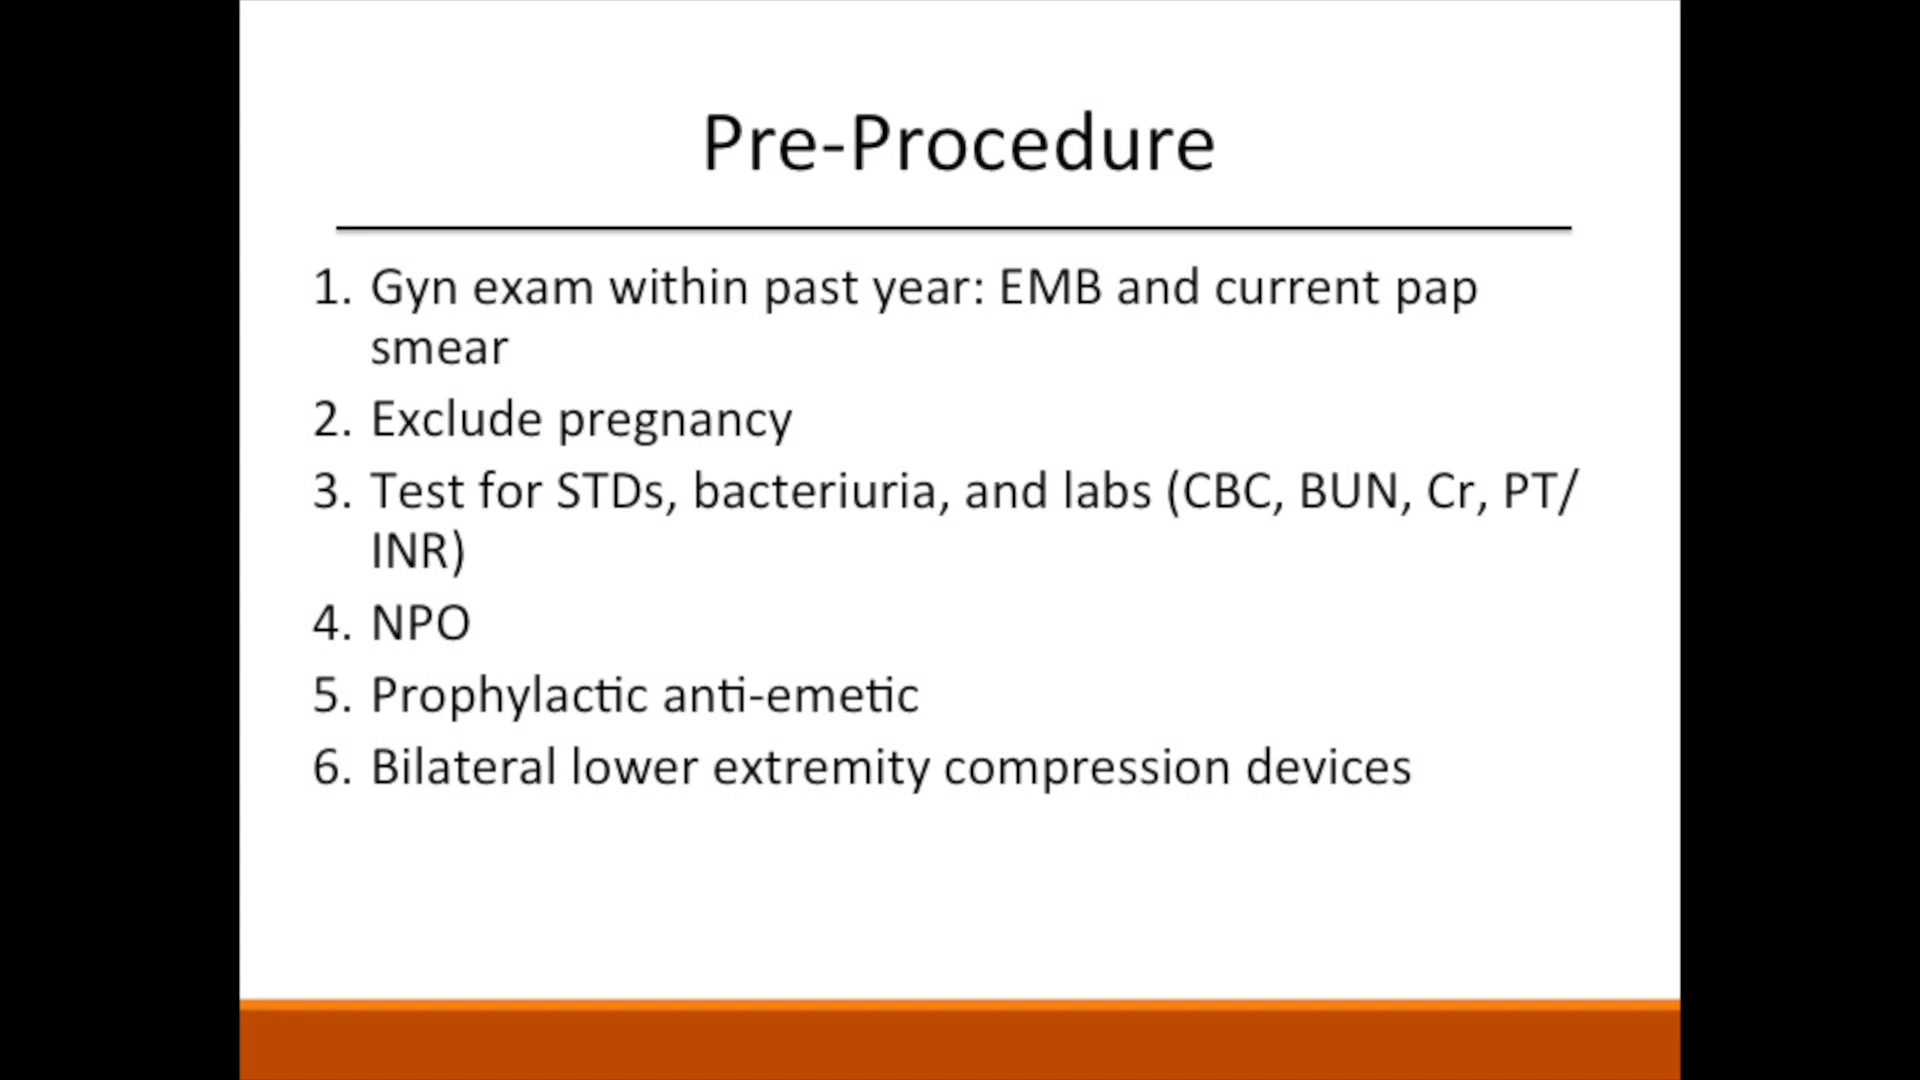 Pre-Procedure
1. Gyn exam within past year: EMB and current pap
smear
2. Exclude pregnancy
3. Test for STDs, bacteriuria, and labs (CBC, BUN, Cr, PT/
INR)
4. NPO
5. Prophylactic anti-emetic
6. Bilateral lower extremity compression devices